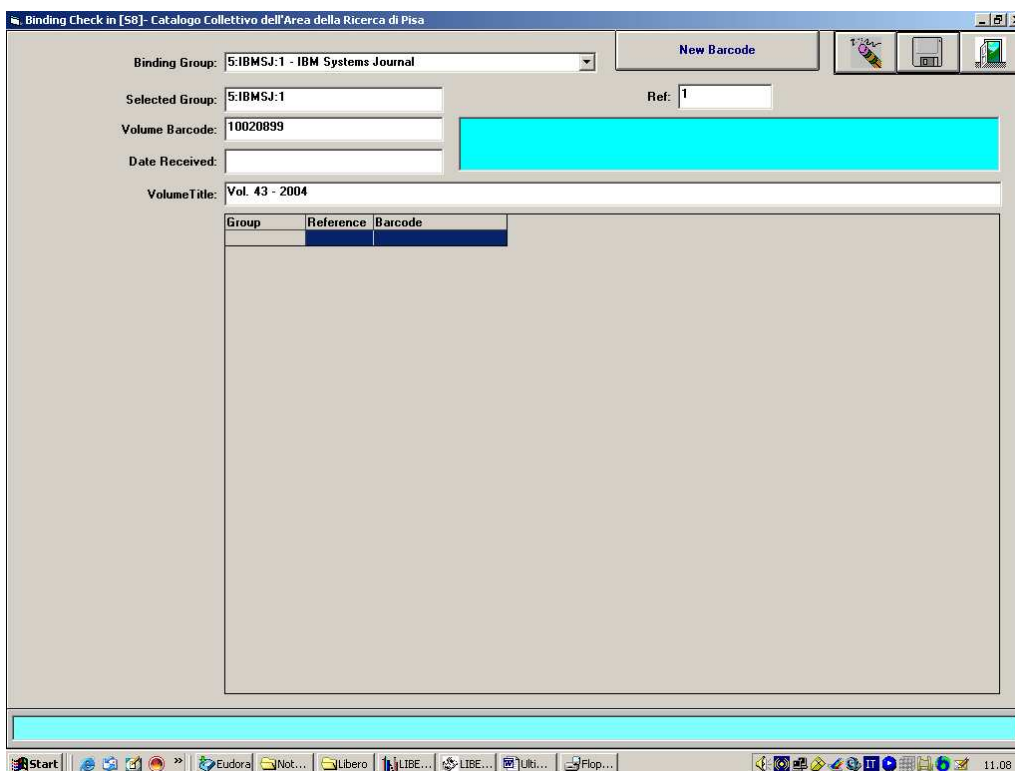 Binding Check in [S8]- Catalogo Collettivo dell'Area della Ricerca di Pisa
New Barcode
Binding Group: 5:IBMSJ:1 - IBM Systems Journal
Selected Group: 5:IBMSJ:1 Ref: 1
Volume Barcode: 10020899
Date Received:
VolumeTitle: Vol. 43 - 2004
Group Reference Barcode
Start » Eudora Not... Libero LIBE... LIBE... Ulti... Flop... IT 11.08